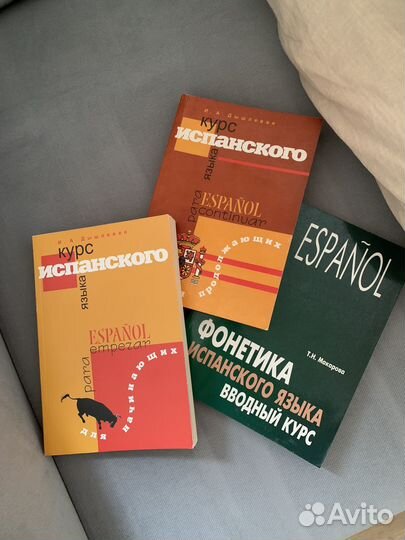 И. А. Дышлевая
курс
испанского
языка
para
ESPAÑOL
continuar
для
продолжающих
И. А. Дышлевая
курс
испанского
языка
para
ESPAÑOL
empezar
для
начинающих
ESPAÑOL
Т.Н. Макарова
ФОНЕТИКА
ИСПАНСКОГО ЯЗЫКА
ВВОДНЫЙ КУРС
Avito